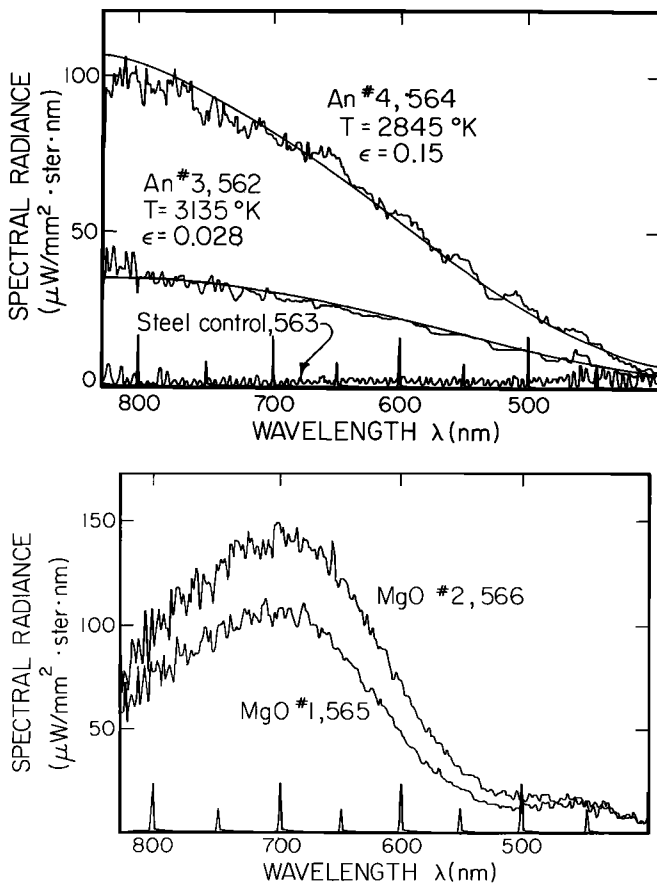 SPECTRAL RADIANCE
(μW/mm² · ster · nm)
100
50
0
An #4, 564
T = 2845 °K
ϵ = 0.15
An #3, 562
T = 3135 °K
ϵ = 0.028
Steel control, 563
800 700 600 500
WAVELENGTH λ (nm)
SPECTRAL RADIANCE
(μW/mm² · ster · nm)
150
100
50
MgO #2, 566
MgO #1, 565
800 700 600 500
WAVELENGTH λ (nm)